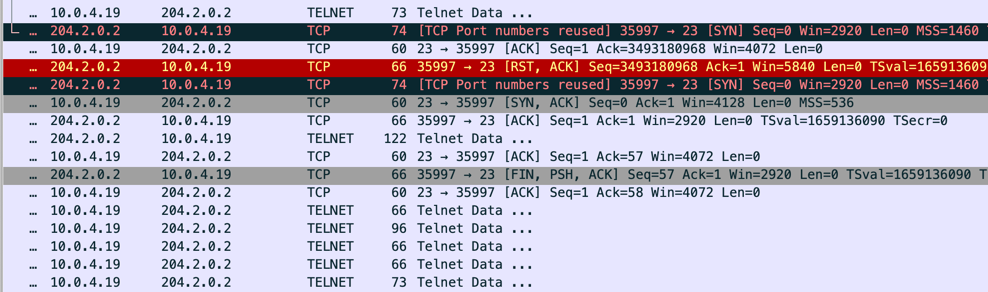 … 10.0.4.19 204.2.0.2 TELNET 73 Telnet Data ...
… 204.2.0.2 10.0.4.19 TCP 74 [TCP Port numbers reused] 35997 → 23 [SYN] Seq=0 Win=2920 Len=0 MSS=1460
… 10.0.4.19 204.2.0.2 TCP 60 23 → 35997 [ACK] Seq=1 Ack=3493180968 Win=4072 Len=0
… 204.2.0.2 10.0.4.19 TCP 66 35997 → 23 [RST, ACK] Seq=3493180968 Ack=1 Win=5840 Len=0 TSval=165913609
… 204.2.0.2 10.0.4.19 TCP 74 [TCP Port numbers reused] 35997 → 23 [SYN] Seq=0 Win=2920 Len=0 MSS=1460
… 10.0.4.19 204.2.0.2 TCP 60 23 → 35997 [SYN, ACK] Seq=0 Ack=1 Win=4128 Len=0 MSS=536
… 204.2.0.2 10.0.4.19 TCP 66 35997 → 23 [ACK] Seq=1 Ack=1 Win=2920 Len=0 TSval=1659136090 TSecr=0
… 204.2.0.2 10.0.4.19 TELNET 122 Telnet Data ...
… 10.0.4.19 204.2.0.2 TCP 60 23 → 35997 [ACK] Seq=1 Ack=57 Win=4072 Len=0
… 204.2.0.2 10.0.4.19 TCP 66 35997 → 23 [FIN, PSH, ACK] Seq=57 Ack=1 Win=2920 Len=0 TSval=1659136090 T
… 10.0.4.19 204.2.0.2 TCP 60 23 → 35997 [ACK] Seq=1 Ack=58 Win=4072 Len=0
… 10.0.4.19 204.2.0.2 TELNET 66 Telnet Data ...
… 10.0.4.19 204.2.0.2 TELNET 96 Telnet Data ...
… 10.0.4.19 204.2.0.2 TELNET 66 Telnet Data ...
… 10.0.4.19 204.2.0.2 TELNET 66 Telnet Data ...
… 10.0.4.19 204.2.0.2 TELNET 73 Telnet Data ...